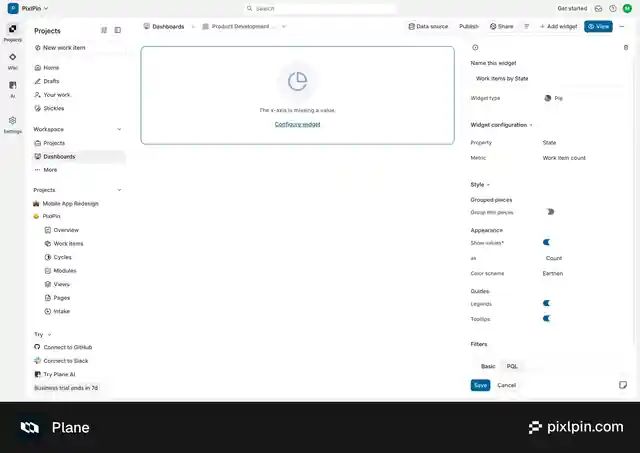 PixlPin
Search
Get started
M
Projects
Wiki
AI
Settings
Projects
New work item
Home
Drafts
Your work
Stickies
Workspace
Projects
Dashboards
More
Projects
Mobile App Redesign
PixlPin
Overview
Work items
Cycles
Modules
Views
Pages
Intake
Try
Connect to GitHub
Connect to Slack
Try Plane AI
Business trial ends in 7d
Dashboards
Product Development ...
Data source
Publish
Share
Add widget
View
The x-axis is missing a value.
Configure widget
Name this widget
Work items by State
Widget type
Pie
Widget configuration
Property
State
Metric
Work item count
Style
Grouped pieces
Group thin pieces
Appearance
Show values*
as
Count
Color scheme
Earthen
Guides
Legends
Tooltips
Filters
Basic
PQL
Save
Cancel
Plane
pixlpin.com